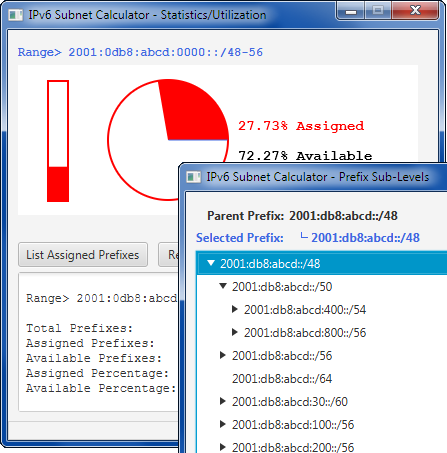 IPv6 Subnet Calculator - Statistics/Utilization
Range> 2001:0db8:abcd:0000::/48-56
27.73% Assigned
72.27% Available
List Assigned Prefixes
Range> 2001:0db8:abcd
Total Prefixes:
Assigned Prefixes:
Available Prefixes:
Assigned Percentage:
Available Percentage:
IPv6 Subnet Calculator - Prefix Sub-Levels
Parent Prefix: 2001:db8:abcd::/48
Selected Prefix: 2001:db8:abcd::/48
2001:db8:abcd::/48
2001:db8:abcd::/50
2001:db8:abcd:400::/54
2001:db8:abcd:800::/56
2001:db8:abcd::/56
2001:db8:abcd::/64
2001:db8:abcd:30::/60
2001:db8:abcd:100::/56
2001:db8:abcd:200::/56